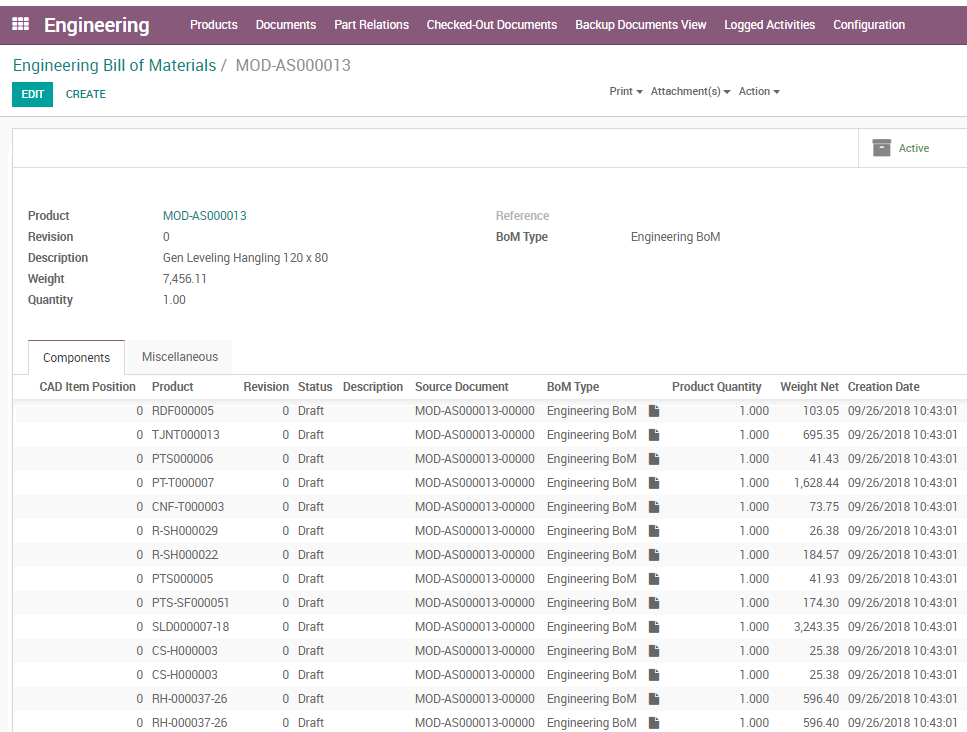 Engineering Products Documents Part Relations Checked-Out Documents Backup Documents View Logged Activities Configuration
Engineering Bill of Materials / MOD-AS000013
EDIT CREATE Print Attachment(s) Action
Active
Product MOD-AS000013 Reference
Revision 0 BoM Type Engineering BoM
Description Gen Leveling Hangling 120 x 80
Weight 7,456.11
Quantity 1.00
Components Miscellaneous
CAD Item Position Product Revision Status Description Source Document BoM Type Product Quantity Weight Net Creation Date
0 RDF000005 0 Draft MOD-AS000013-00000 Engineering BoM 1.000 103.05 09/26/2018 10:43:01
0 TJNT000013 0 Draft MOD-AS000013-00000 Engineering BoM 1.000 695.35 09/26/2018 10:43:01
0 PTS000006 0 Draft MOD-AS000013-00000 Engineering BoM 1.000 41.43 09/26/2018 10:43:01
0 PT-T000007 0 Draft MOD-AS000013-00000 Engineering BoM 1.000 1,628.44 09/26/2018 10:43:01
0 CNF-T000003 0 Draft MOD-AS000013-00000 Engineering BoM 1.000 73.75 09/26/2018 10:43:01
0 R-SH000029 0 Draft MOD-AS000013-00000 Engineering BoM 1.000 26.38 09/26/2018 10:43:01
0 R-SH000022 0 Draft MOD-AS000013-00000 Engineering BoM 1.000 184.57 09/26/2018 10:43:01
0 PTS000005 0 Draft MOD-AS000013-00000 Engineering BoM 1.000 41.93 09/26/2018 10:43:01
0 PTS-SF000051 0 Draft MOD-AS000013-00000 Engineering BoM 1.000 174.30 09/26/2018 10:43:01
0 SLD000007-18 0 Draft MOD-AS000013-00000 Engineering BoM 1.000 3,243.35 09/26/2018 10:43:01
0 CS-H000003 0 Draft MOD-AS000013-00000 Engineering BoM 1.000 25.38 09/26/2018 10:43:01
0 CS-H000003 0 Draft MOD-AS000013-00000 Engineering BoM 1.000 25.38 09/26/2018 10:43:01
0 RH-000037-26 0 Draft MOD-AS000013-00000 Engineering BoM 1.000 596.40 09/26/2018 10:43:01
0 RH-000037-26 0 Draft MOD-AS000013-00000 Engineering BoM 1.000 596.40 09/26/2018 10:43:01